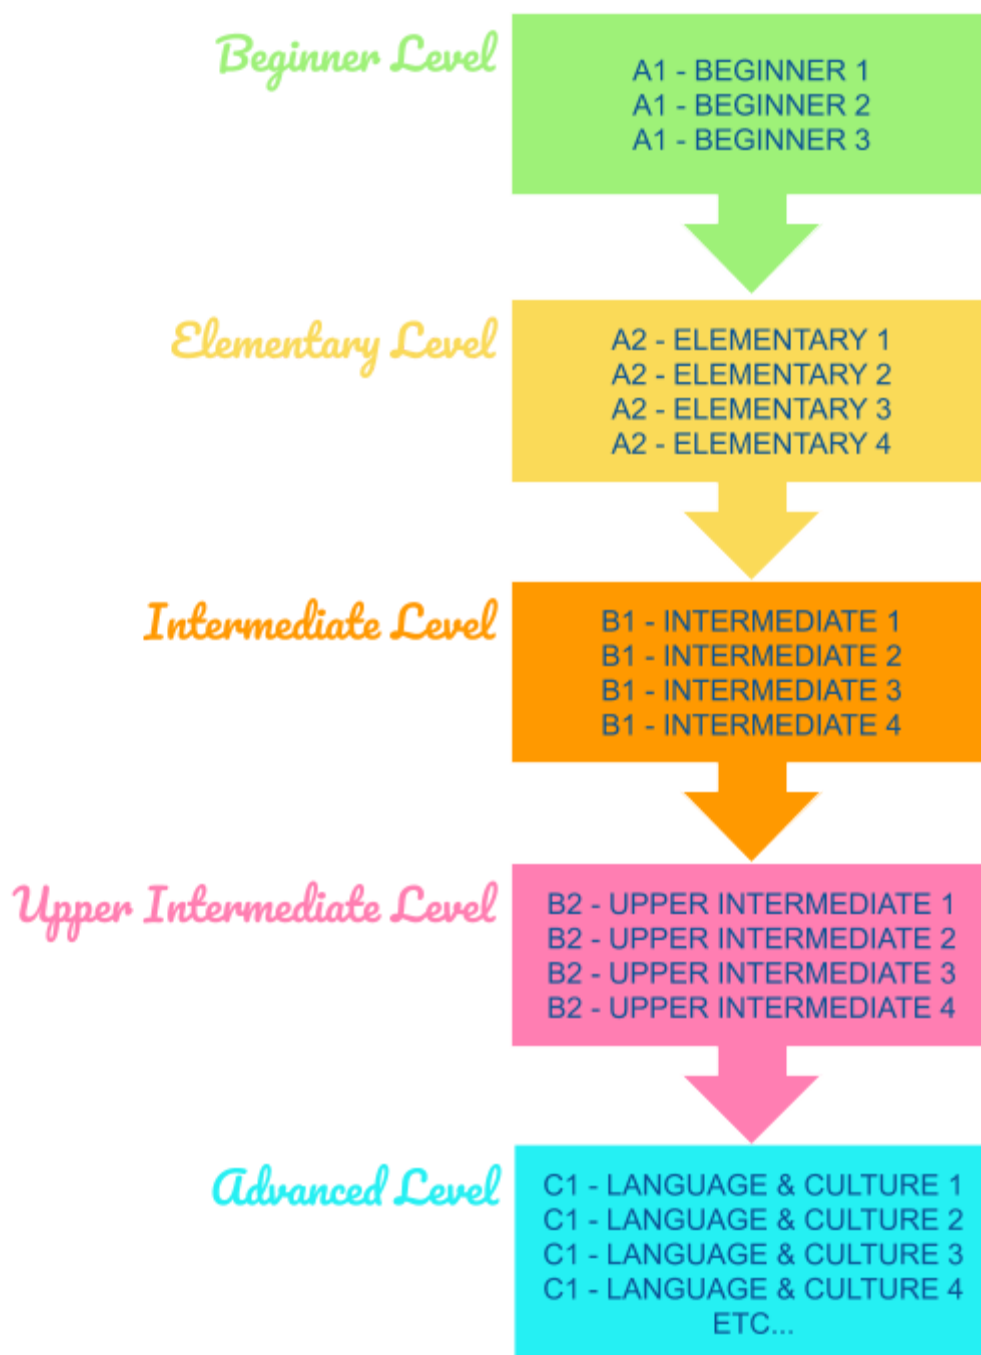 Beginner Level
A1 - BEGINNER 1
A1 - BEGINNER 2
A1 - BEGINNER 3
Elementary Level
A2 - ELEMENTARY 1
A2 - ELEMENTARY 2
A2 - ELEMENTARY 3
A2 - ELEMENTARY 4
Intermediate Level
B1 - INTERMEDIATE 1
B1 - INTERMEDIATE 2
B1 - INTERMEDIATE 3
B1 - INTERMEDIATE 4
Upper Intermediate Level
B2 - UPPER INTERMEDIATE 1
B2 - UPPER INTERMEDIATE 2
B2 - UPPER INTERMEDIATE 3
B2 - UPPER INTERMEDIATE 4
Advanced Level
C1 - LANGUAGE & CULTURE 1
C1 - LANGUAGE & CULTURE 2
C1 - LANGUAGE & CULTURE 3
C1 - LANGUAGE & CULTURE 4
ETC...